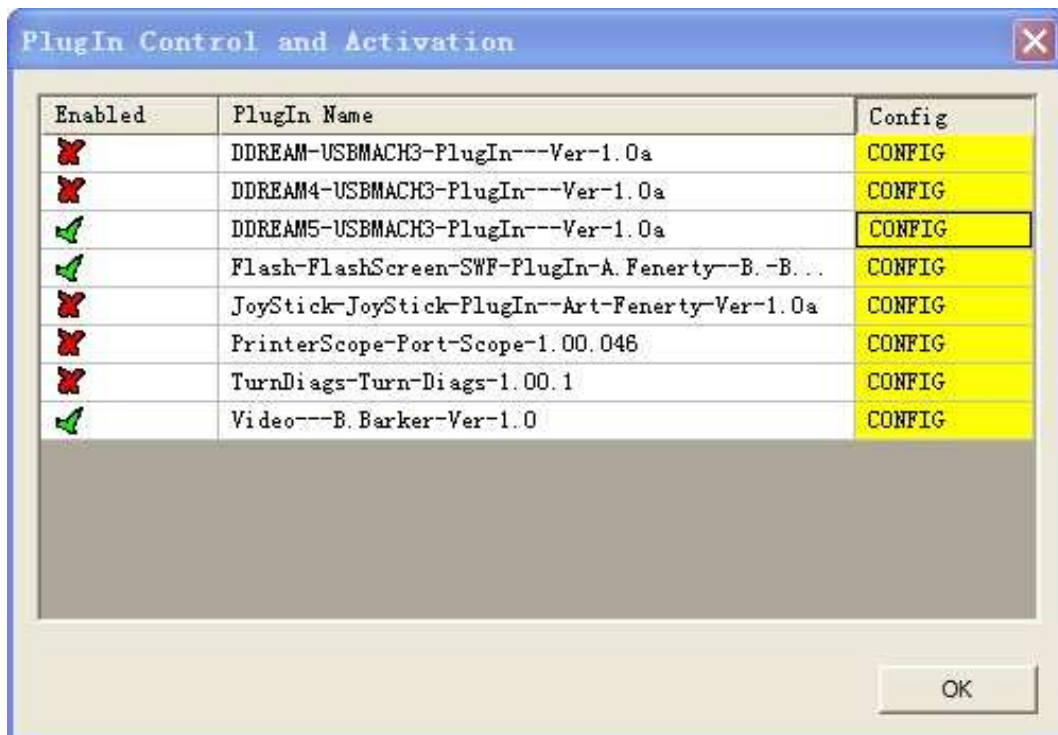 PlugIn Control and Activation
Enabled PlugIn Name Config
DDREAM-USBMACH3-PlugIn---Ver-1.0a CONFIG
DDREAM4-USBMACH3-PlugIn---Ver-1.0a CONFIG
DDREAM5-USBMACH3-PlugIn---Ver-1.0a CONFIG
Flash-FlashScreen-SWF-PlugIn-A.Fenerty--B.-B... CONFIG
JoyStick-JoyStick-PlugIn--Art-Fenerty-Ver-1.0a CONFIG
PrinterScope-Port-Scope-1.00.046 CONFIG
TurnDiags-Turn-Diags-1.00.1 CONFIG
Video---B.Barker-Ver-1.0 CONFIG
OK